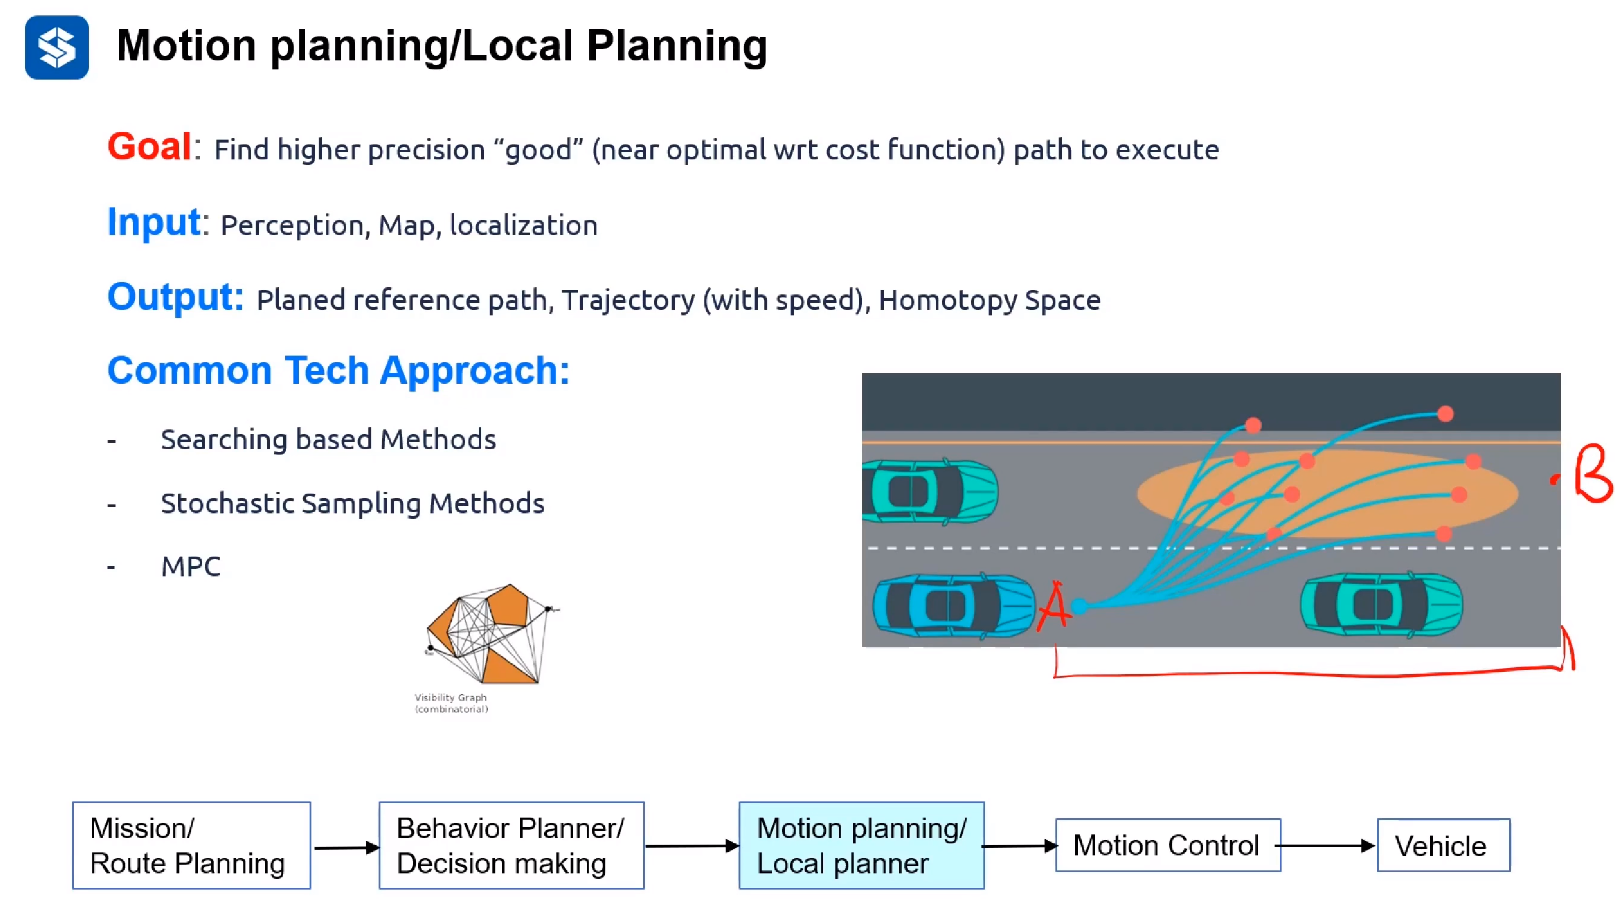 Motion planning/Local Planning
Goal: Find higher precision “good” (near optimal wrt cost function) path to execute
Input: Perception, Map, localization
Output: Planed reference path, Trajectory (with speed), Homotopy Space
Common Tech Approach:
- Searching based Methods
- Stochastic Sampling Methods
- MPC
Visibility Graph
(combinatorial)
A
B
Mission/
Route Planning
Behavior Planner/
Decision making
Motion planning/
Local planner
Motion Control
Vehicle